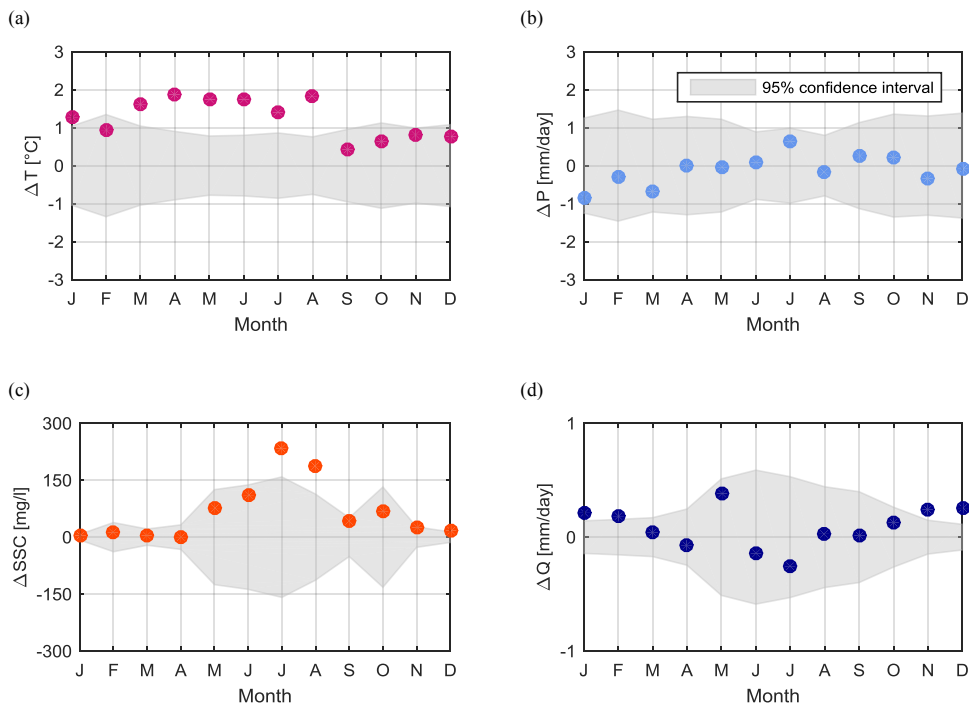 (a)
3
2
1
0
-1
-2
-3
ΔT [°C]
J F M A M J J A S O N D
Month
(b)
3
2
1
0
-1
-2
-3
ΔP [mm/day]
95% confidence interval
J F M A M J J A S O N D
Month
(c)
300
150
0
-150
-300
ΔSSC [mg/l]
J F M A M J J A S O N D
Month
(d)
1
0
-1
ΔQ [mm/day]
J F M A M J J A S O N D
Month